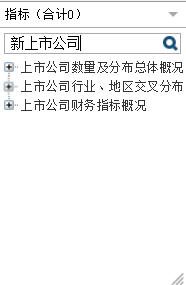 指标（合计0）
新上市公司
上市公司数量及分布总体概况
上市公司行业、地区交叉分布
上市公司财务指标概况